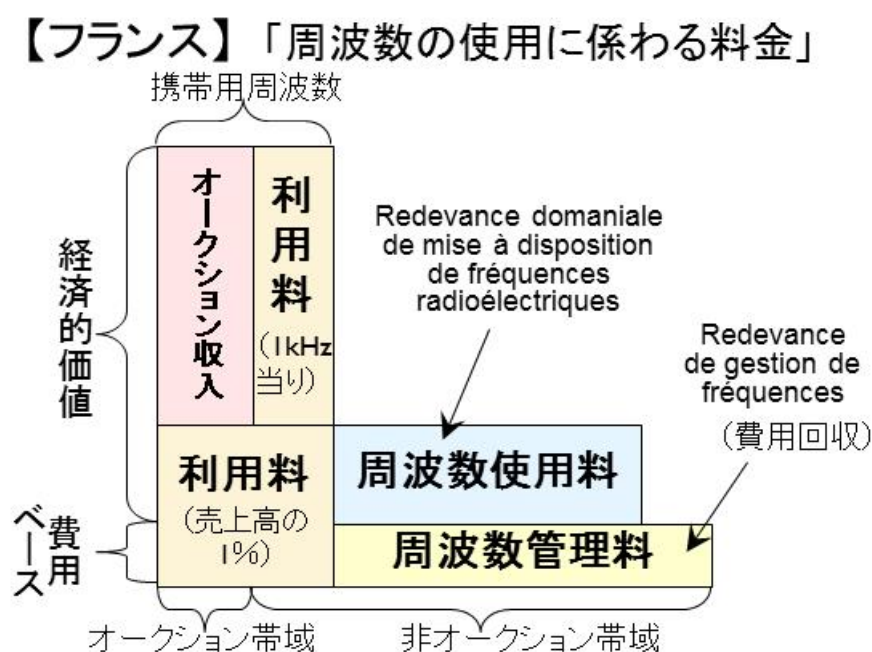 【フランス】「周波数の使用に係わる料金」
携帯用周波数
オークション収入
利用料
(1kHz
当り)
Redevance domaniale
de mise à disposition
de fréquences
radioélectriques
Redevance
de gestion de
fréquences
(費用回収)
経済的価値
利用料
(売上高の
1%)
周波数使用料
費用
ベース
周波数管理料
オークション帯域
非オークション帯域